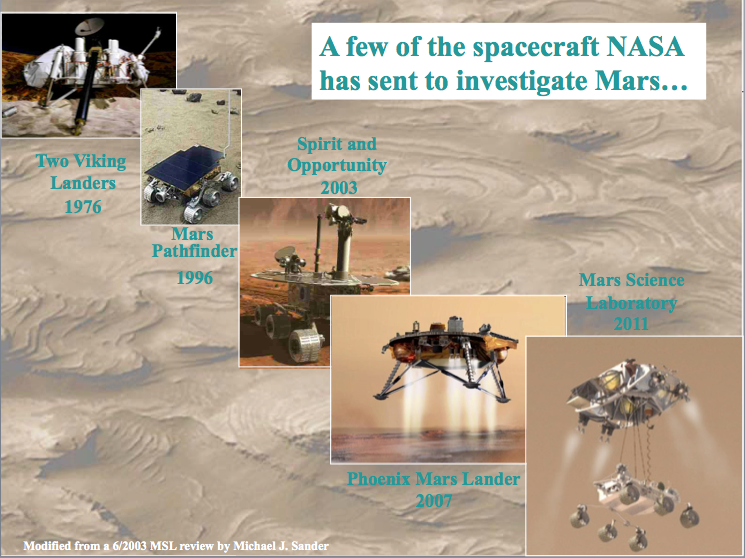 A few of the spacecraft NASA
has sent to investigate Mars…
Two Viking
Landers
1976
Mars
Pathfinder
1996
Spirit and
Opportunity
2003
Phoenix Mars Lander
2007
Mars Science
Laboratory
2011
Modified from a 6/2003 MSL review by Michael J. Sander